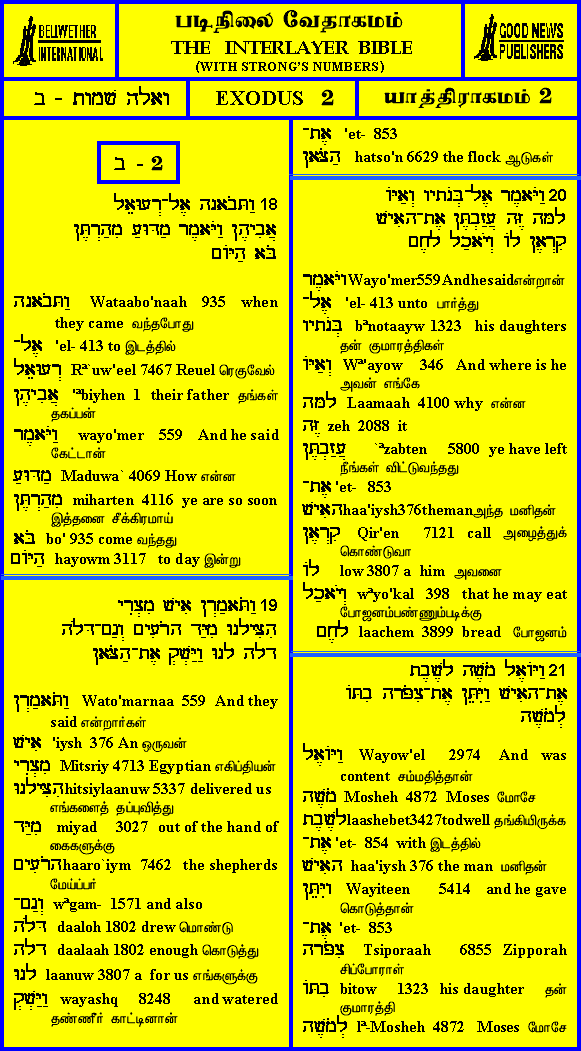 BELLWETHER
INTERNATIONAL
படிநிலை வேதாகமம்
THE INTERLAYER BIBLE
(WITH STRONG'S NUMBERS)
GOOD NEWS
PUBLISHERS
ואלה שמות - ב
EXODUS 2
யாத்திராகமம் 2
2 - ב
18 וַתָּבֹאנָה אֶל־רְעוּאֵל
אֲבִיהֶן וַיֹּאמֶר מַדּוּעַ מִהַרְתֶּן
בֹּא הַיּוֹם
וַתָּבֹאנָה Wataabo'naah 935 when
they came வந்தபோது
אֶל־ 'el- 413 to இடத்தில்
רְעוּאֵל Rª uw'eel 7467 Reuel ரெகுவேல்
אֲבִיהֶן 'ªbiyhen 1 their father தங்கள்
தகப்பன்
וַיֹּאמֶר wayo'mer 559 And he said
கேட்டான்
מַדּוּעַ Maduwa` 4069 How என்ன
מִהַרְתֶּן miharten 4116 ye are so soon
இத்தனை சீக்கிரமாய்
בֹּא bo' 935 come வந்தது
הַיּוֹם hayowm 3117 to day இன்று
19 וַתֹּאמַרְןָ אִישׁ מִצְרִי
הִצִּילָנוּ מִיַּד הָרֹעִים וְגַם־דָּלֹה
דָלָה לָנוּ וַיַּשְׁקְ אֶת־הַצֹּאן
וַתֹּאמַרְןָ Wato'marnaa 559 And they
said என்றார்கள்
אִישׁ 'iysh 376 An ஒருவன்
מִצְרִי Mitsriy 4713 Egyptian எகிப்தியன்
הִצִּילָנוּ hitsiylaanuw 5337 delivered us
எங்களைத் தப்புவித்து
מִיַּד miyad 3027 out of the hand of
கைகளுக்கு
הָרֹעִים haaro`iym 7462 the shepherds
மேய்ப்பர்
וְגַם־ wªgam- 1571 and also
דָּלֹה daaloh 1802 drew மொண்டு
דָלָה daalaah 1802 enough கொடுத்து
לָנוּ laanuw 3807 a for us எங்களுக்கு
וַיַּשְׁקְ wayashq 8248 and watered
தண்ணீர் காட்டினான்
אֶת־ 'et- 853
הַצֹּאן hatso'n 6629 the flock ஆடுகள்
20 וַיֹּאמֶר אֶל־בְּנֹתָיו וְאַיּוֹ
לָמָּה זֶּה עֲזַבְתֶּן אֶת־הָאִישׁ
קִרְאֶן לוֹ וְיֹאכַל לָחֶם
וַיֹּאמֶר Wayo'mer559Andhesaidஎன்றான்
אֶל־ 'el- 413 unto பார்த்து
בְּנֹתָיו bªnotaayw 1323 his daughters
தன் குமாரத்திகள்
וְאַיּוֹ Wª'ayow 346 And where is he
அவன் எங்கே
לָמָּה Laamaah 4100 why என்ன
זֶּה zeh 2088 it
עֲזַבְתֶּן `ªzabten 5800 ye have left
நீங்கள் விட்டுவந்தது
אֶת־ 'et- 853
הָאִישׁ haa'iysh376themanஅந்த மனிதன்
קִרְאֶן Qir'en 7121 call அழைத்துக்
கொண்டுவா
לוֹ low 3807 a him அவனை
וְיֹאכַל wªyo'kal 398 that he may eat
போஜனம்பண்ணும்படிக்கு
לָחֶם laachem 3899 bread போஜனம்
21 וַיּוֹאֶל מֹשֶׁה לָשֶׁבֶת
אֶת־הָאִישׁ וַיִּתֵּן אֶת־צִפֹּרָה בִתּוֹ
לְמֹשֶׁה
וַיּוֹאֶל Wayow'el 2974 And was
content சம்மதித்தான்
מֹשֶׁה Mosheh 4872 Moses மோசே
לָשֶׁבֶת laashebet3427todwell தங்கியிருக்க
אֶת־ 'et- 854 with இடத்தில்
הָאִישׁ haa'iysh 376 the man மனிதன்
וַיִּתֵּן Wayiteen 5414 and he gave
கொடுத்தான்
אֶת־ 'et- 853
צִפֹּרָה Tsiporaah 6855 Zipporah
சிப்போராள்
בִתּוֹ bitow 1323 his daughter தன்
குமாரத்தி
לְמֹשֶׁה lª-Mosheh 4872 Moses மோசே